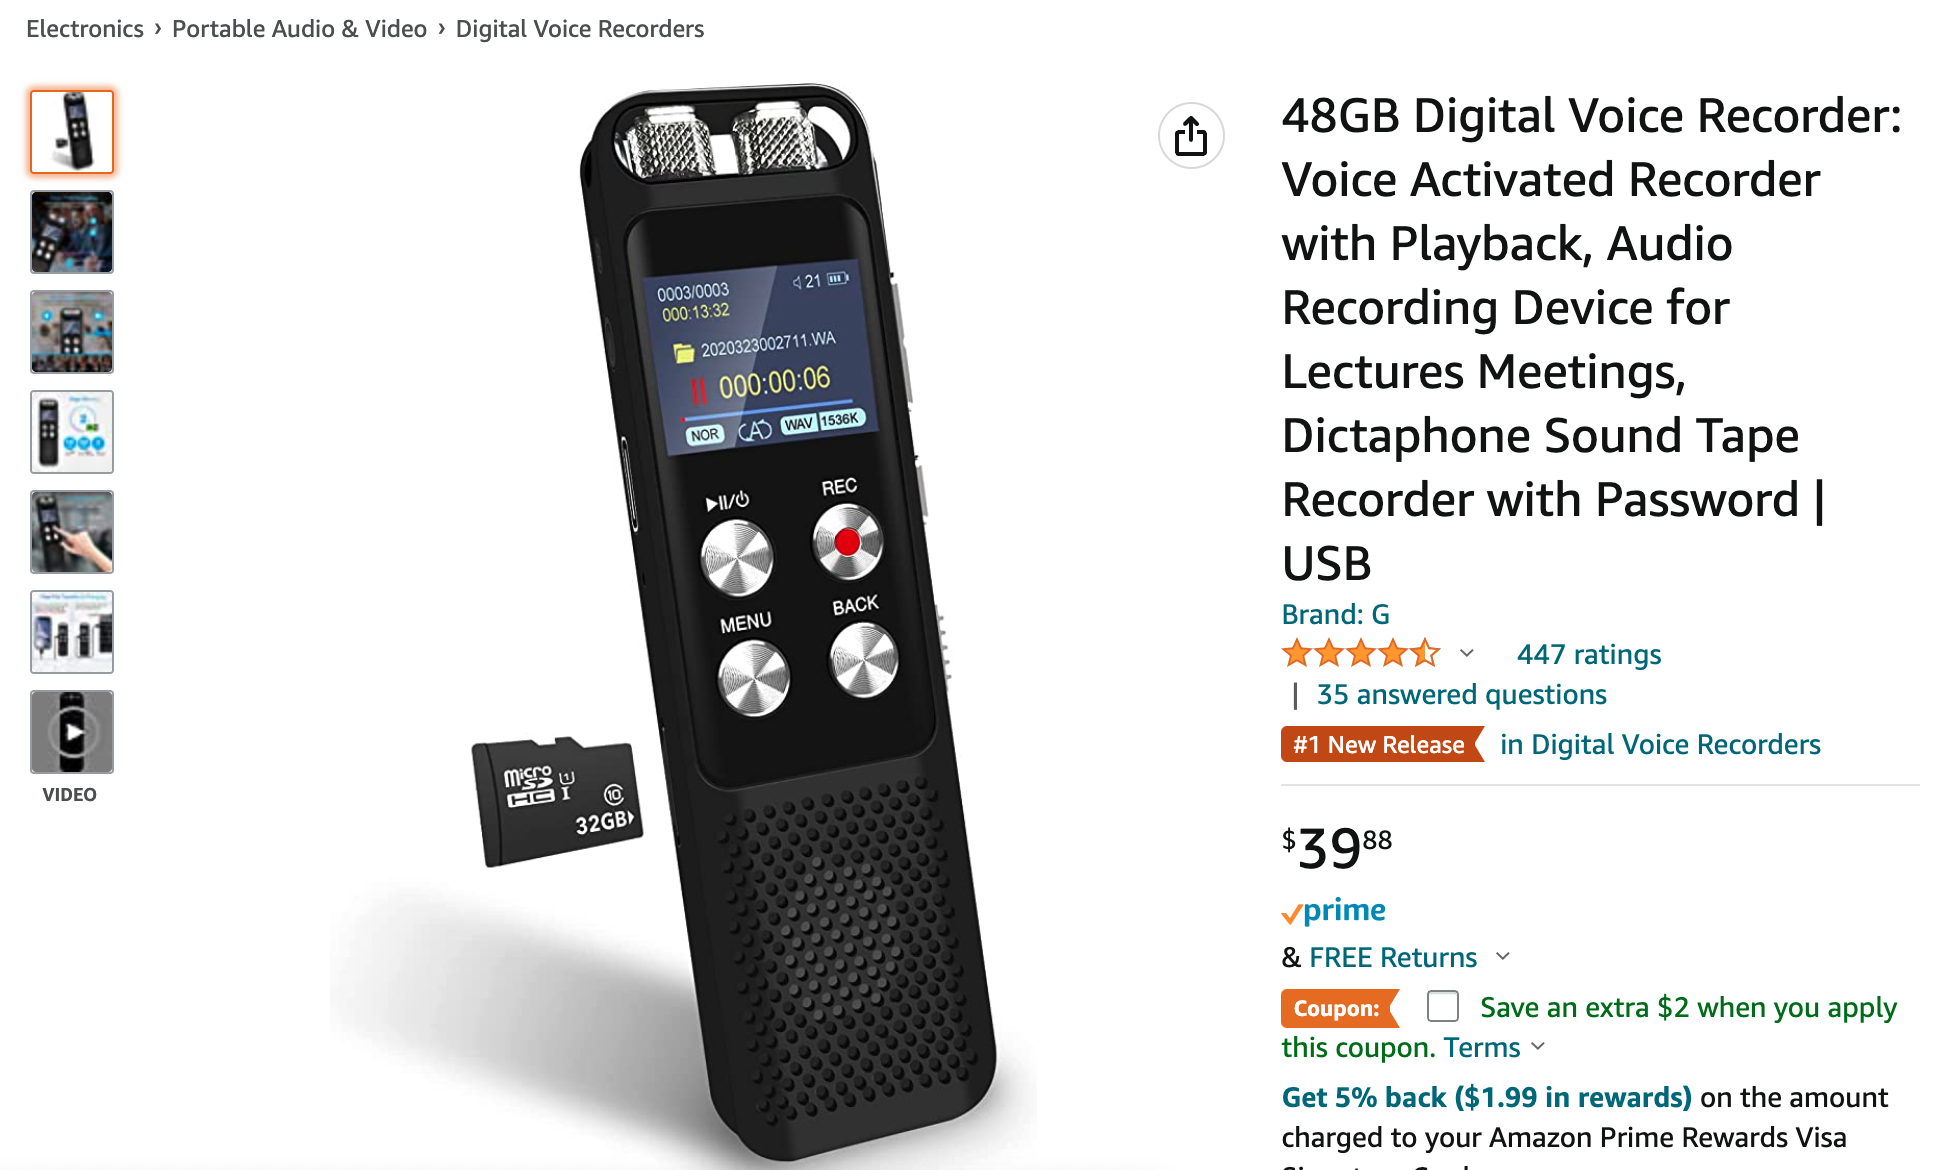 Electronics › Portable Audio & Video › Digital Voice Recorders
0003/0003
21
000:13:32
2020323002711.WA
000:00:06
NOR
WAV 1536K
REC
MENU
BACK
Micro
SD
HC I
U1
10
32GB
VIDEO
48GB Digital Voice Recorder:
Voice Activated Recorder
with Playback, Audio
Recording Device for
Lectures Meetings,
Dictaphone Sound Tape
Recorder with Password |
USB
Brand: G
447 ratings
| 35 answered questions
#1 New Release in Digital Voice Recorders
$39 88
prime
& FREE Returns
Coupon: Save an extra $2 when you apply
this coupon. Terms
Get 5% back ($1.99 in rewards) on the amount
charged to your Amazon Prime Rewards Visa